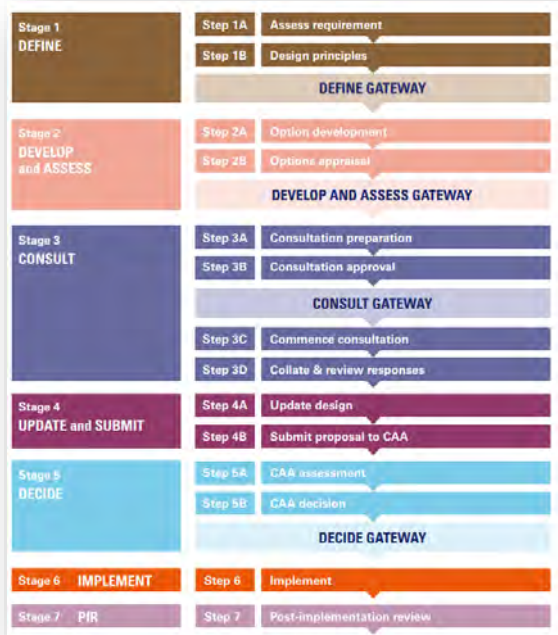 Stage 1
DEFINE
Step 1A Assess requirement
Step 1B Design principles
DEFINE GATEWAY
Stage 2
DEVELOP
and ASSESS
Step 2A Option development
Step 2B Options appraisal
DEVELOP AND ASSESS GATEWAY
Stage 3
CONSULT
Step 3A Consultation preparation
Step 3B Consultation approval
CONSULT GATEWAY
Step 3C Commence consultation
Step 3D Collate & review responses
Stage 4
UPDATE and SUBMIT
Step 4A Update design
Step 4B Submit proposal to CAA
Stage 5
DECIDE
Step 5A CAA assessment
Step 5B CAA decision
DECIDE GATEWAY
Stage 6 IMPLEMENT Step 6 Implement
Stage 7 PIR Step 7 Post-implementation review